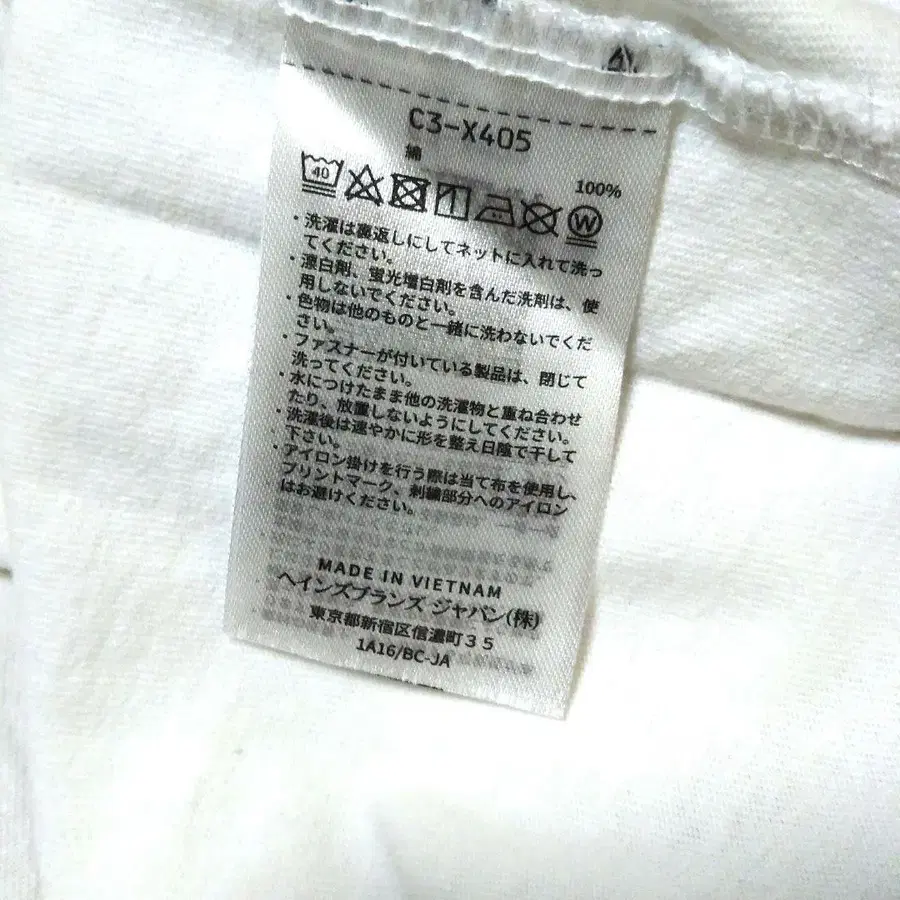 C3-X405
綿
100%
40
W
・洗濯は裏返しにしてネットに入れて洗っ
てください。
・漂白剤、蛍光増白剤を含んだ洗剤は、使
用しないでください。
・色物は他のものと一緒に洗わないでくだ
さい。
・ファスナーが付いている製品は、閉じて
洗ってください。
・水につけたまま他の洗濯物と重ね合わせ
たり、放置しないようにしてください。
・洗濯後は速やかに形を整え日陰で干して
下さい。
・アイロン掛けを行う際は当て布を使用し、
プリントマーク、刺繍部分へのアイロン
はお避けください。
MADE IN VIETNAM
ヘインズブランズ ジャパン(株)
東京都新宿区信濃町35
1A16/BC-JA